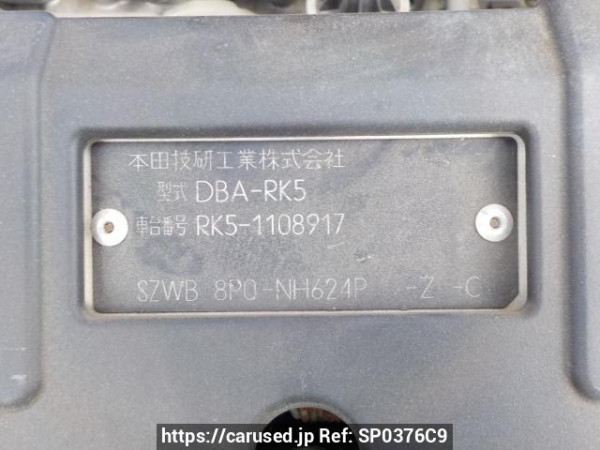 本田技研工業株式会社
型式 DBA-RK5
車台番号 RK5-1108917
SZWB 8P0-NH624P -Z -C
https://carused.jp Ref: SP0376C9